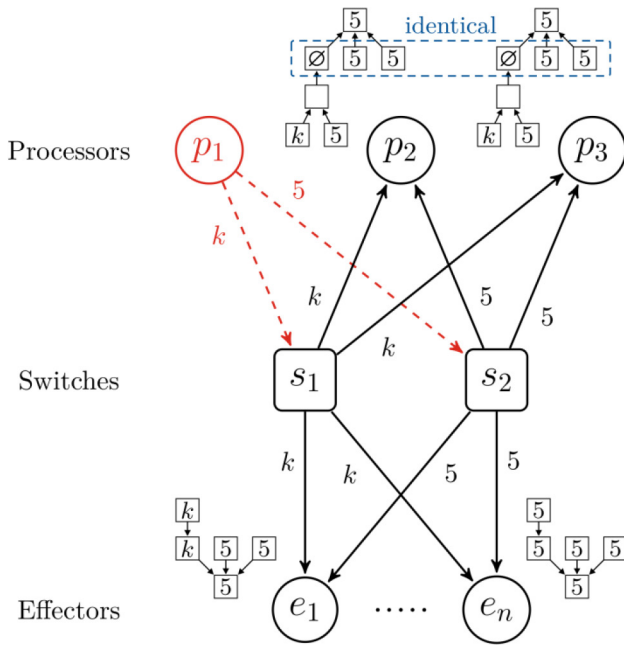 5 identical 5
∅ 5 5 ∅ 5 5
k 5 k 5
Processors p1 p2 p3
5
k
k 5
k 5
Switches s1 s2
k k 5 5
k 5
k 5 5 5 5 5
5 5
Effectors e1 ..... en